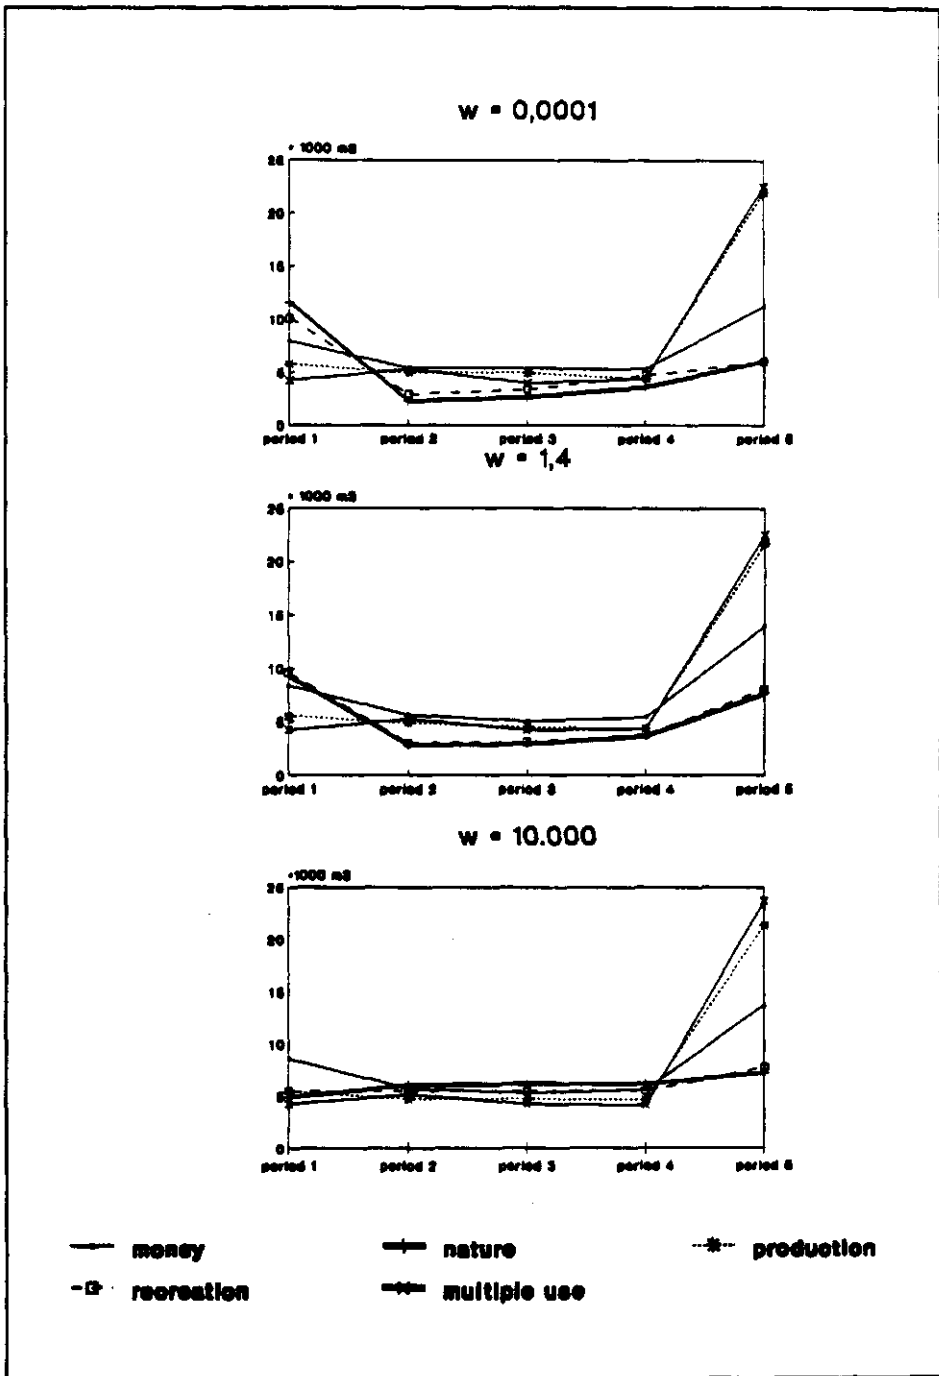 w = 0,0001
* 1000 m3
25
20
15
10
5
0
period 1 period 2 period 3 period 4 period 5
w = 1,4
* 1000 m3
25
20
15
10
5
0
period 1 period 2 period 3 period 4 period 5
w = 10.000
*1000 m3
25
20
15
10
5
0
period 1 period 2 period 3 period 4 period 5
money nature production
recreation multiple use